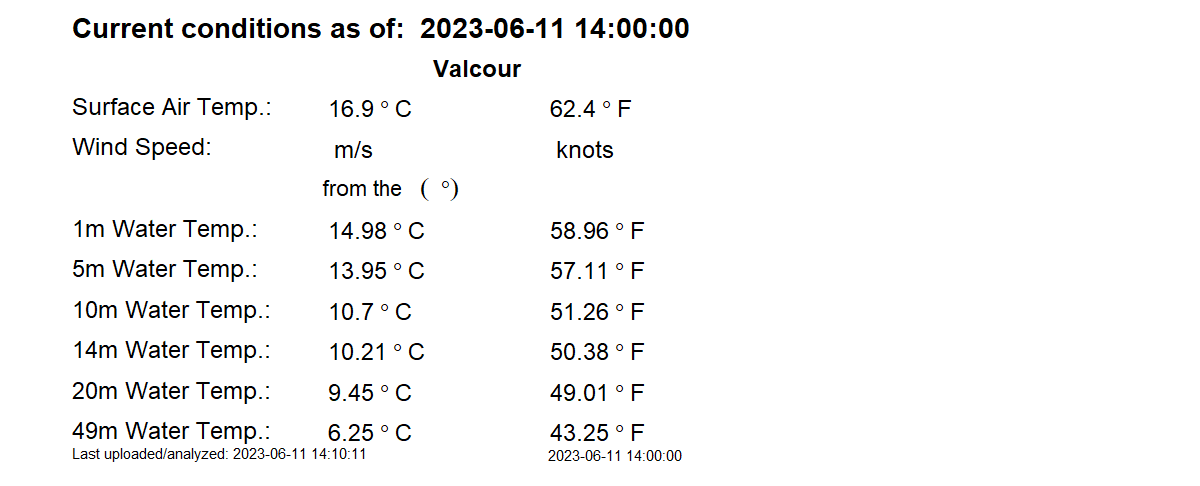 Current conditions as of: 2023-06-11 14:00:00
Valcour
Surface Air Temp.: 16.9 ° C 62.4 ° F
Wind Speed: m/s knots
from the ( °)
1m Water Temp.: 14.98 ° C 58.96 ° F
5m Water Temp.: 13.95 ° C 57.11 ° F
10m Water Temp.: 10.7 ° C 51.26 ° F
14m Water Temp.: 10.21 ° C 50.38 ° F
20m Water Temp.: 9.45 ° C 49.01 ° F
49m Water Temp.: 6.25 ° C 43.25 ° F
Last uploaded/analyzed: 2023-06-11 14:10:11 2023-06-11 14:00:00